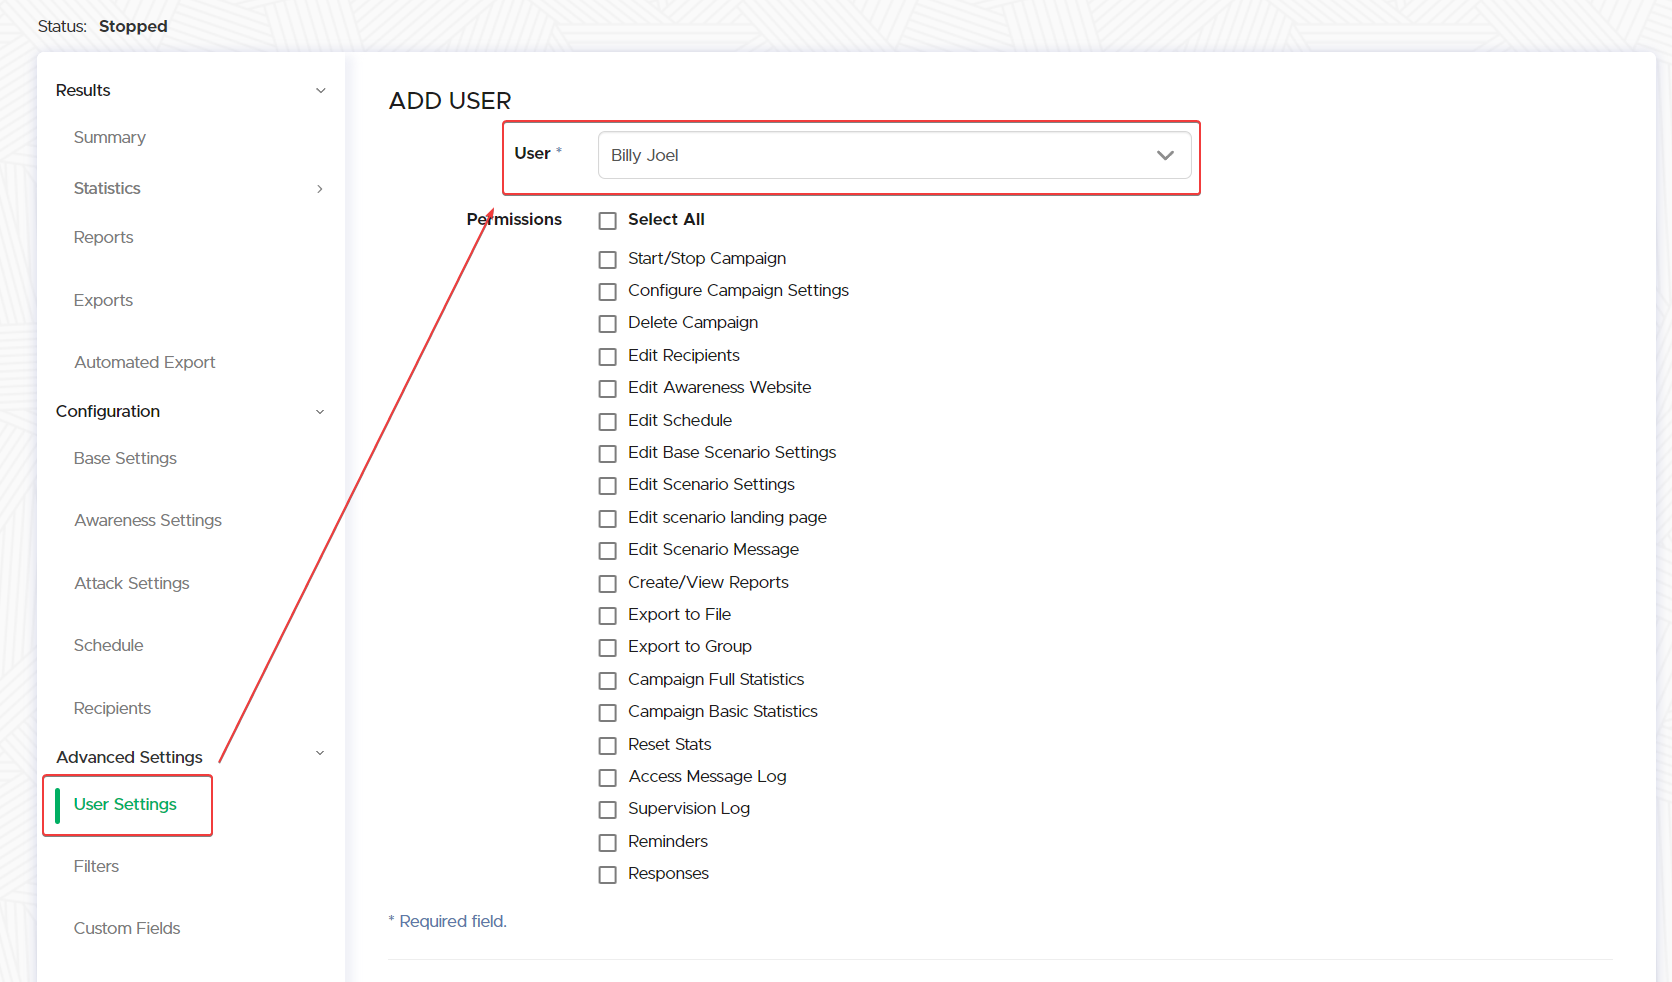 Status: Stopped
Results
Summary
Statistics
Reports
Exports
Automated Export
Configuration
Base Settings
Awareness Settings
Attack Settings
Schedule
Recipients
Advanced Settings
User Settings
Filters
Custom Fields
ADD USER
User * Billy Joel
Permissions Select All
Start/Stop Campaign
Configure Campaign Settings
Delete Campaign
Edit Recipients
Edit Awareness Website
Edit Schedule
Edit Base Scenario Settings
Edit Scenario Settings
Edit scenario landing page
Edit Scenario Message
Create/View Reports
Export to File
Export to Group
Campaign Full Statistics
Campaign Basic Statistics
Reset Stats
Access Message Log
Supervision Log
Reminders
Responses
* Required field.